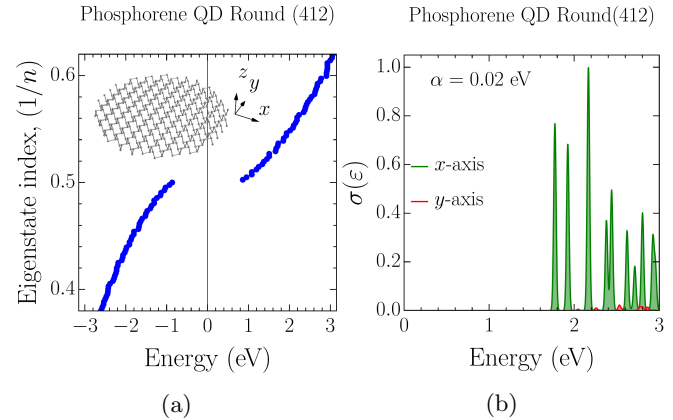 Phosphorene QD Round (412)
Eigenstate index, (1/n)
0.6
0.5
0.4
z
y
x
−3 −2 −1 0 1 2 3
Energy (eV)
(a)
Phosphorene QD Round(412)
σ(ε)
1.0
0.8
0.6
0.4
0.2
0.0
α = 0.02 eV
x-axis
y-axis
0 1 2 3
Energy (eV)
(b)